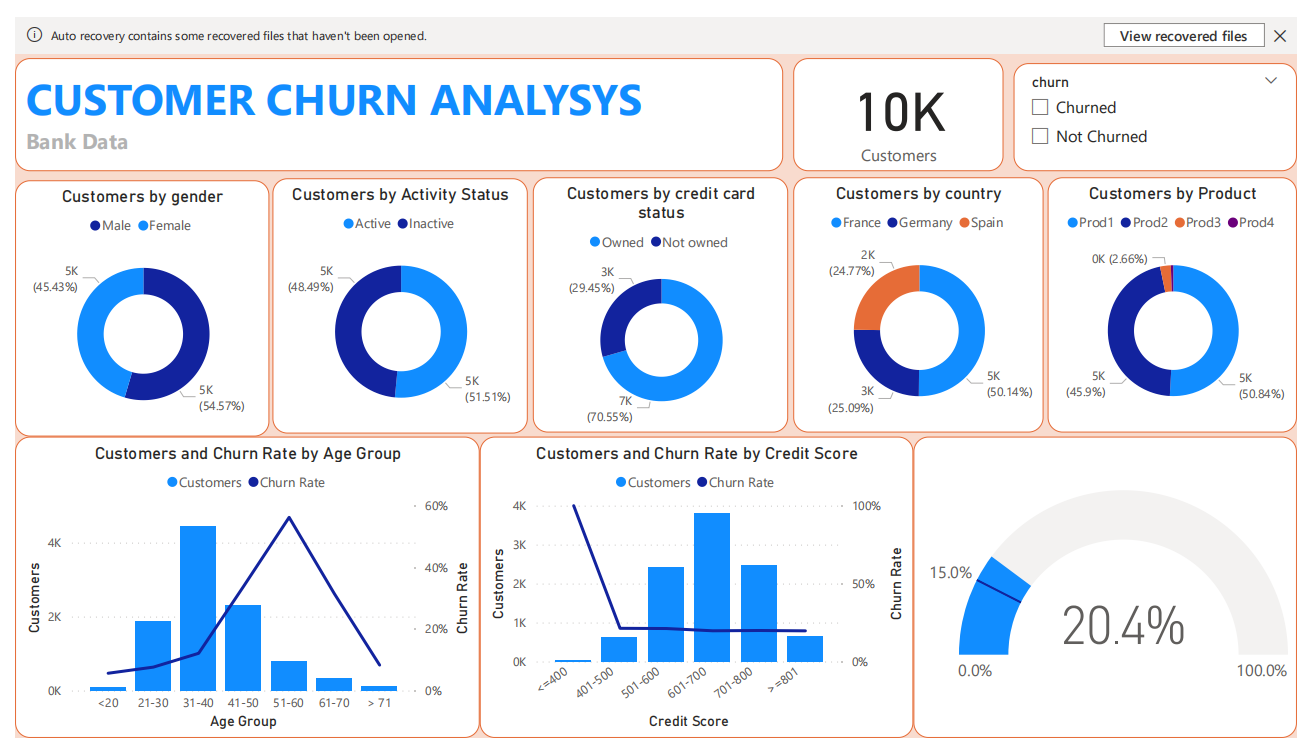 Auto recovery contains some recovered files that haven't been opened.
View recovered files
CUSTOMER CHURN ANALYSYS
Bank Data
10K
Customers
churn
Churned
Not Churned
Customers by gender
Male Female
5K
(45.43%)
5K
(54.57%)
Customers by Activity Status
Active Inactive
5K
(48.49%)
5K
(51.51%)
Customers by credit card
status
Owned Not owned
3K
(29.45%)
7K
(70.55%)
Customers by country
France Germany Spain
2K
(24.77%)
3K
(25.09%)
5K
(50.14%)
Customers by Product
Prod1 Prod2 Prod3 Prod4
0K (2.66%)
5K
(45.9%)
5K
(50.84%)
Customers and Churn Rate by Age Group
Customers Churn Rate
Customers
4K
2K
0K
60%
40%
20%
0%
Churn Rate
<20 21-30 31-40 41-50 51-60 61-70 > 71
Age Group
Customers and Churn Rate by Credit Score
Customers Churn Rate
Customers
4K
3K
2K
1K
0K
100%
50%
0%
Churn Rate
<=400 401-500 501-600 601-700 701-800 >=801
Credit Score
15.0%
20.4%
0.0%
100.0%